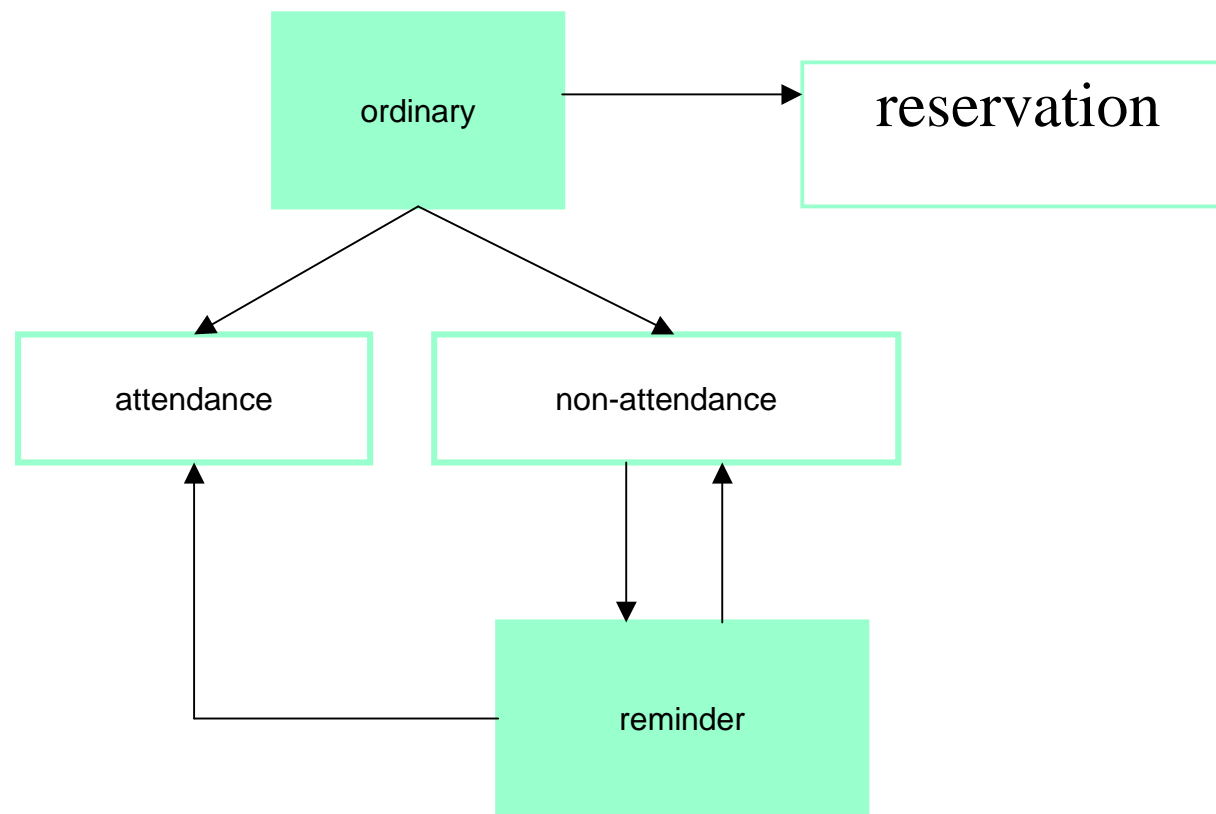 ordinary
reservation
attendance
non-attendance
reminder